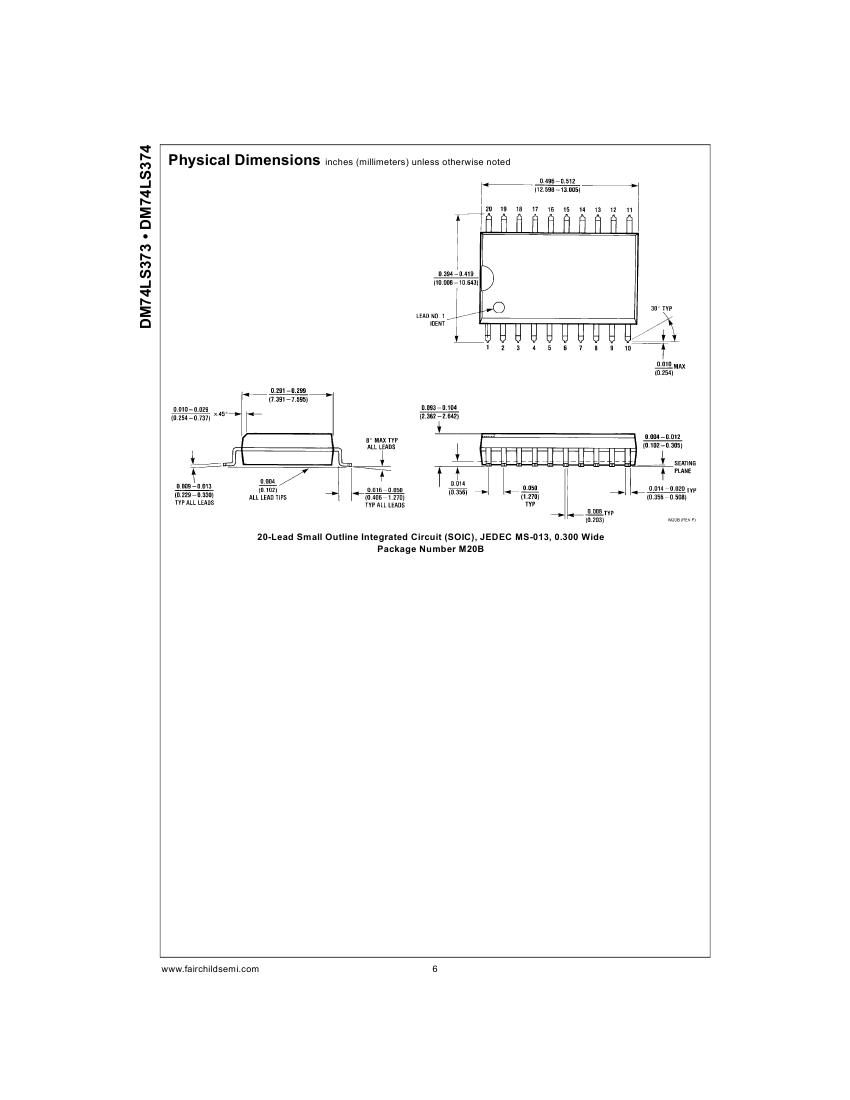 DM74LS373 • DM74LS374
Physical Dimensions inches (millimeters) unless otherwise noted
0.496 – 0.512
(12.598 – 13.005)
20 19 18 17 16 15 14 13 12 11
0.394 – 0.419
(10.008 – 10.643)
LEAD NO. 1
IDENT
30° TYP
1 2 3 4 5 6 7 8 9 10
0.010 MAX
(0.254)
0.291 – 0.299
(7.391 – 7.595)
0.010 – 0.029 × 45°
(0.254 – 0.737)
8° MAX TYP
ALL LEADS
0.009 – 0.013
(0.229 – 0.330)
TYP ALL LEADS
0.004
(0.102)
ALL LEAD TIPS
0.016 – 0.050
(0.406 – 1.270)
TYP ALL LEADS
0.093 – 0.104
(2.362 – 2.642)
0.004 – 0.012
(0.102 – 0.305)
SEATING
PLANE
0.014
(0.356)
0.050
(1.270)
TYP
0.014 – 0.020 TYP
(0.356 – 0.508)
0.008 TYP
(0.203)
M20B (REV F)
20-Lead Small Outline Integrated Circuit (SOIC), JEDEC MS-013, 0.300 Wide
Package Number M20B
www.fairchildsemi.com
6